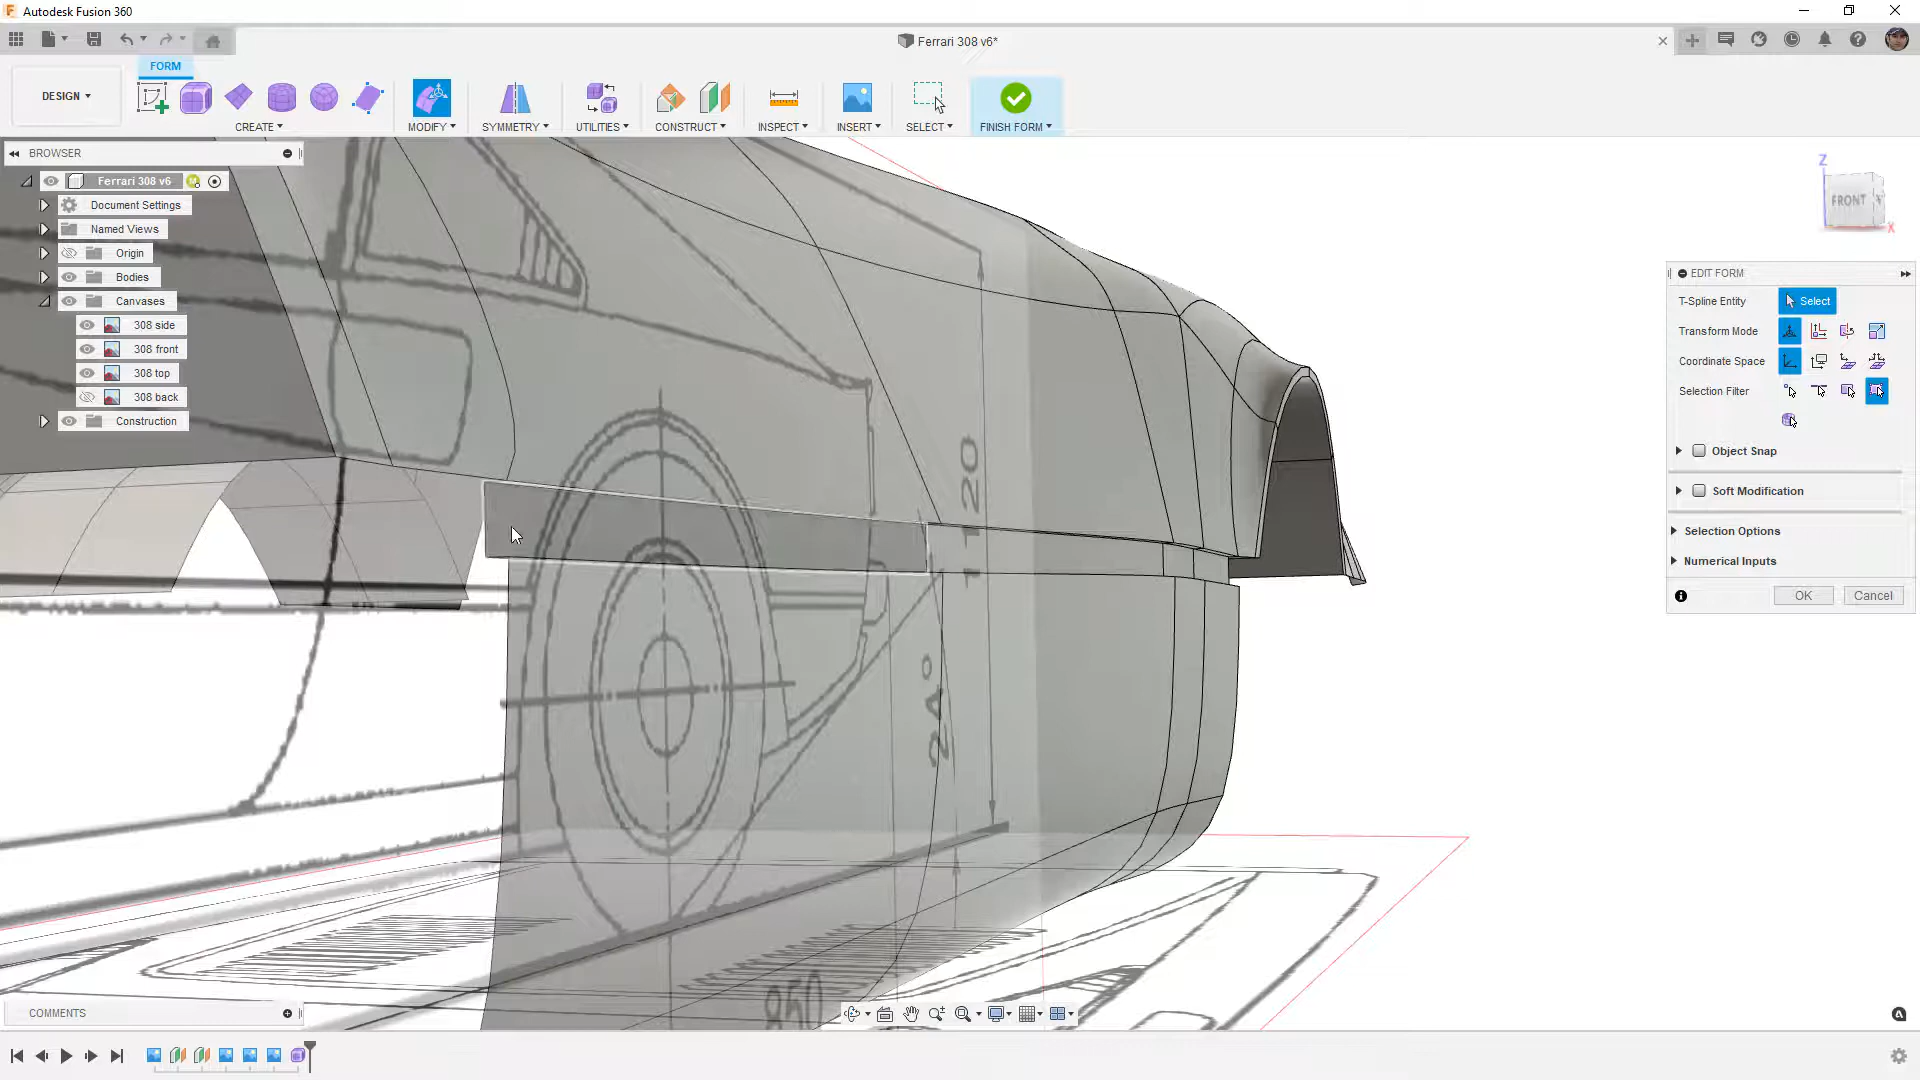 Autodesk Fusion 360
Ferrari 308 v6*
FORM
DESIGN
CREATE
MODIFY
SYMMETRY
UTILITIES
CONSTRUCT
INSPECT
INSERT
SELECT
FINISH FORM
BROWSER
Ferrari 308 v6
Document Settings
Named Views
Origin
Bodies
Canvases
308 side
308 front
308 top
308 back
Construction
Z
FRONT
X
EDIT FORM
T-Spline Entity
Select
Transform Mode
Coordinate Space
Selection Filter
Object Snap
Soft Modification
Selection Options
Numerical Inputs
OK
Cancel
1120
24°
850
COMMENTS